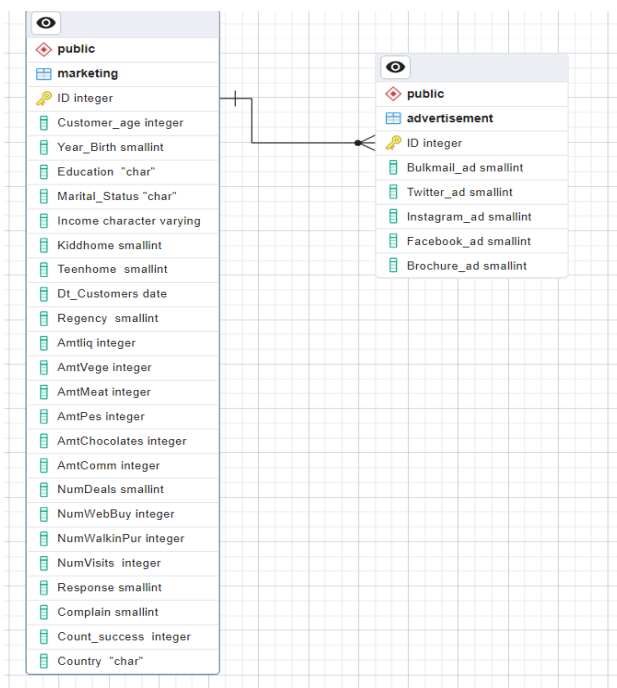 public
marketing
ID integer
Customer_age integer
Year_Birth smallint
Education "char"
Marital_Status "char"
Income character varying
Kiddhome smallint
Teenhome smallint
Dt_Customers date
Regency smallint
Amtliq integer
AmtVege integer
AmtMeat integer
AmtPes integer
AmtChocolates integer
AmtComm integer
NumDeals smallint
NumWebBuy integer
NumWalkinPur integer
NumVisits integer
Response smallint
Complain smallint
Count_success integer
Country "char"
public
advertisement
ID integer
Bulkmail_ad smallint
Twitter_ad smallint
Instagram_ad smallint
Facebook_ad smallint
Brochure_ad smallint